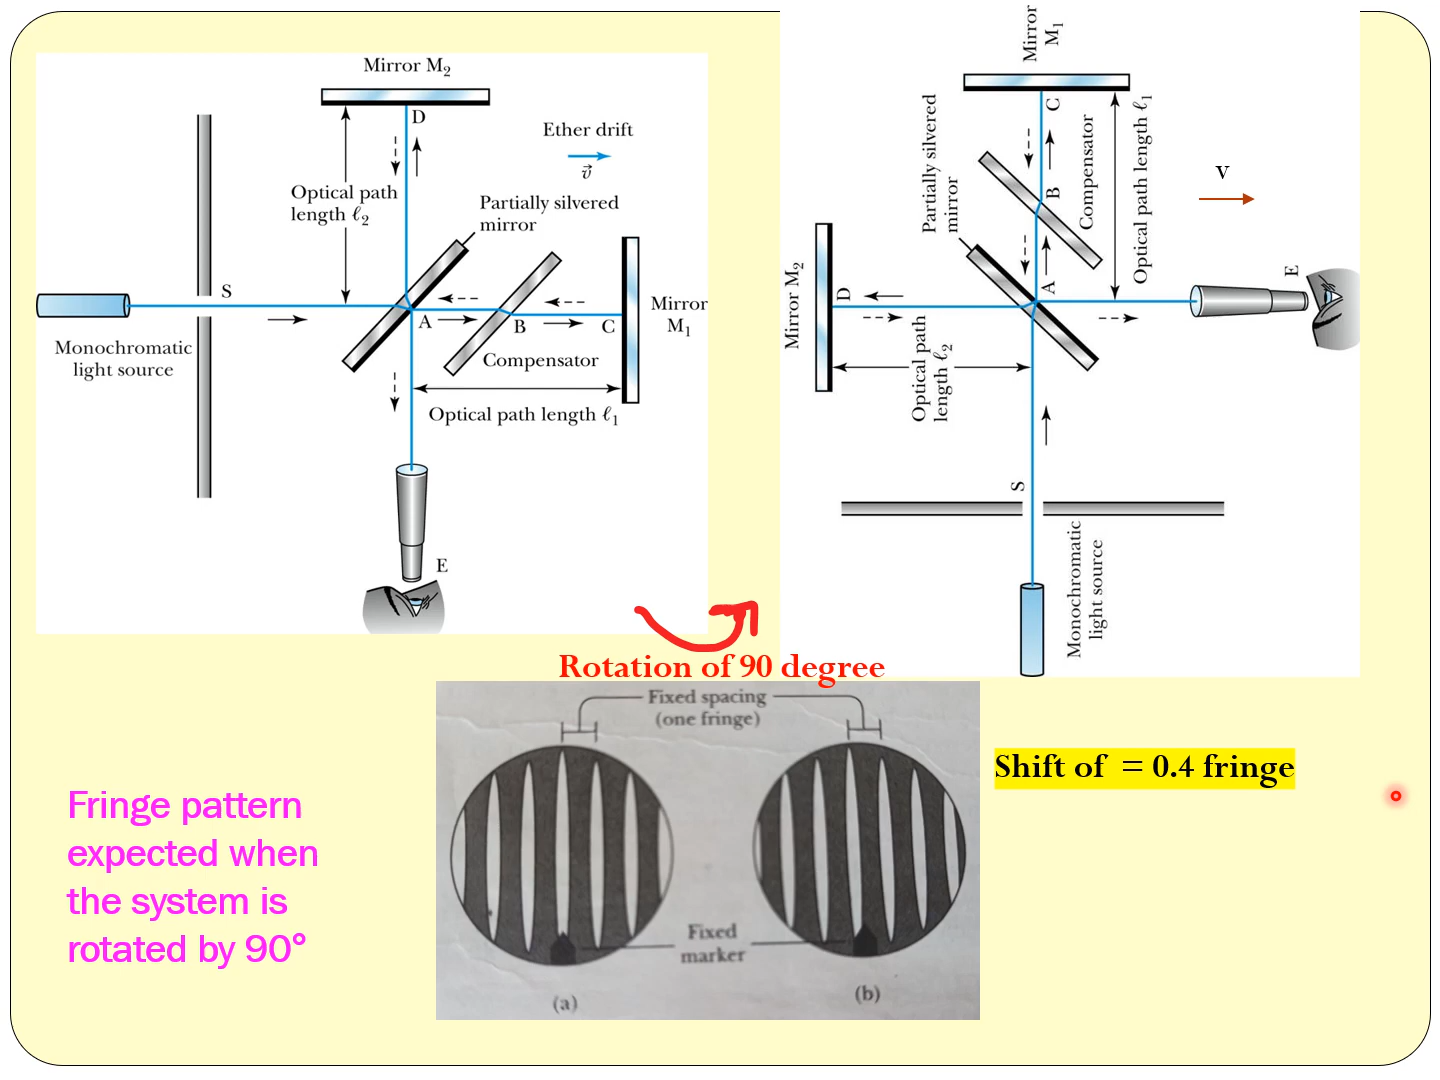 Mirror M₂
D
Ether drift
v⃗
Optical path
length ℓ₂
Partially silvered
mirror
S
Mirror
M₁
A
B
C
Monochromatic
light source
Compensator
Optical path length ℓ₁
E
Mirror
M₁
C
Partially silvered
mirror
Compensator
Optical path length ℓ₁
B
v
Mirror M₂
D
A
E
Optical path
length ℓ₂
S
Monochromatic
light source
Rotation of 90 degree
Fixed spacing
(one fringe)
Shift of = 0.4 fringe
Fringe pattern
expected when
the system is
rotated by 90°
Fixed
marker
(a)
(b)